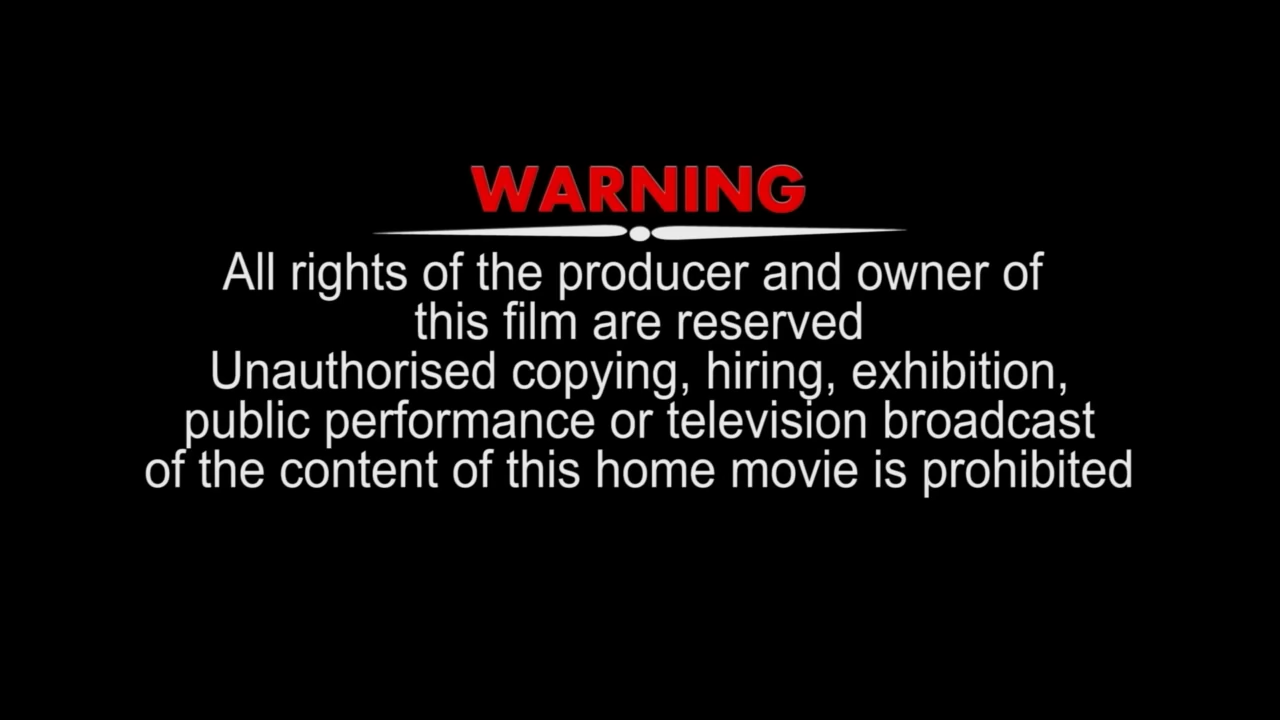 WARNING
All rights of the producer and owner of
this film are reserved
Unauthorised copying, hiring, exhibition,
public performance or television broadcast
of the content of this home movie is prohibited